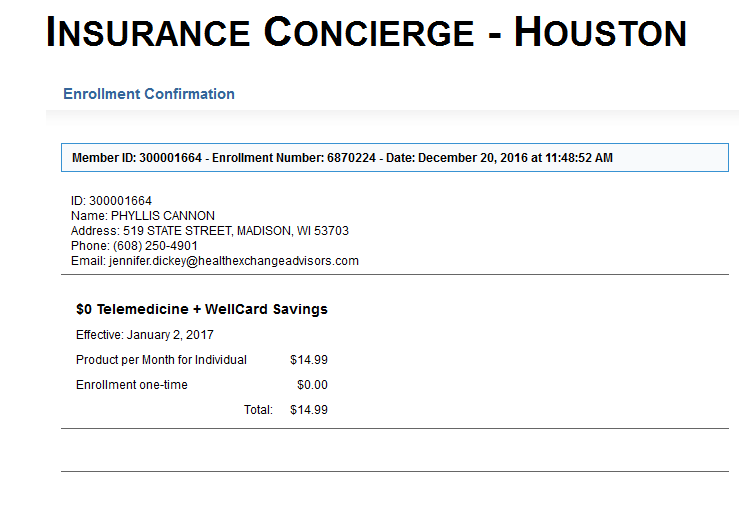 INSURANCE CONCIERGE - HOUSTON
Enrollment Confirmation
Member ID: 300001664 - Enrollment Number: 6870224 - Date: December 20, 2016 at 11:48:52 AM
ID: 300001664
Name: PHYLLIS CANNON
Address: 519 STATE STREET, MADISON, WI 53703
Phone: (608) 250-4901
Email: jennifer.dickey@healthexchangeadvisors.com
$0 Telemedicine + WellCard Savings
Effective: January 2, 2017
Product per Month for Individual $14.99
Enrollment one-time $0.00
Total: $14.99